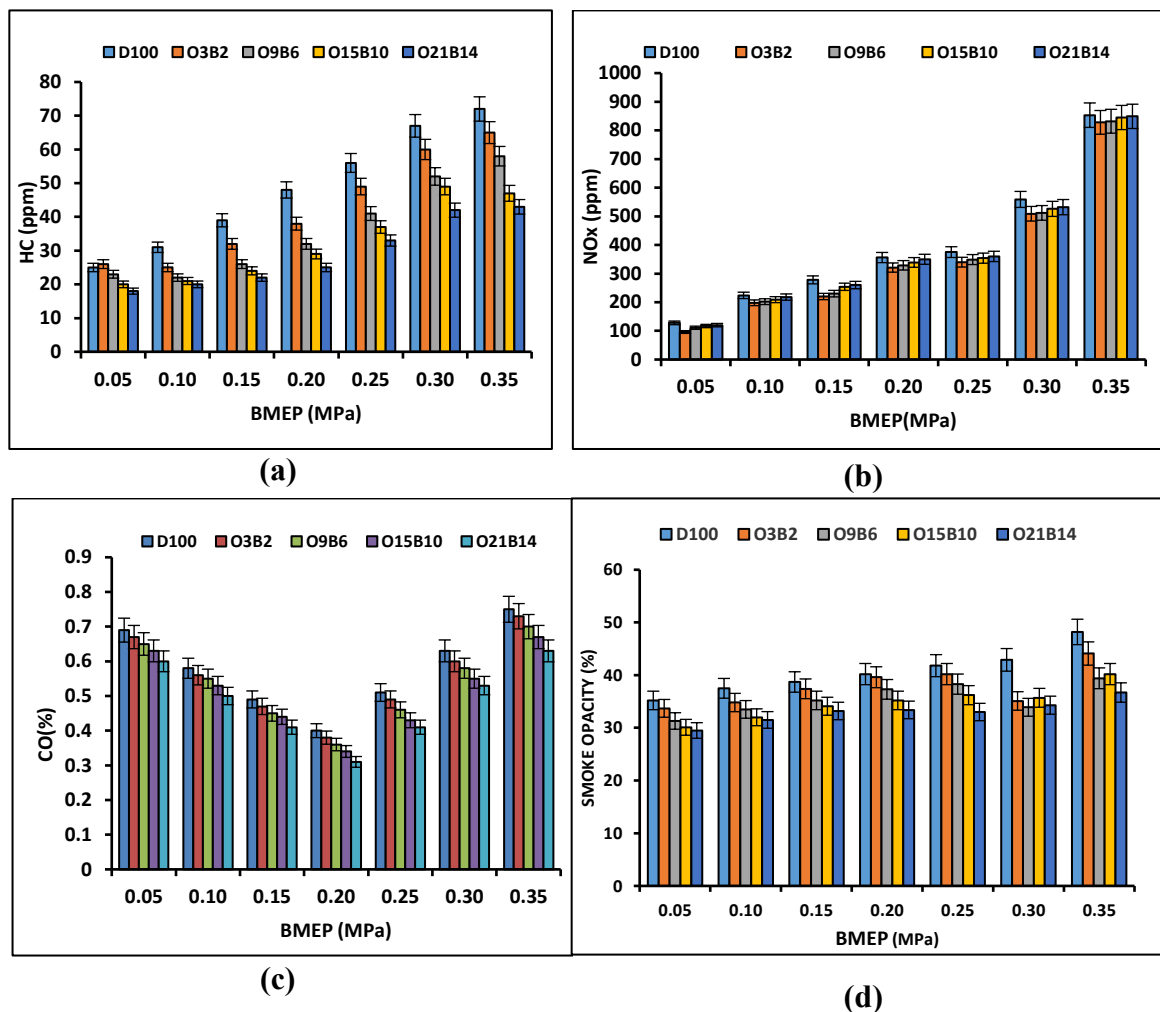 D100 O3B2 O9B6 O15B10 O21B14
80
70
60
50
40
30
20
10
0
HC (ppm)
0.05 0.10 0.15 0.20 0.25 0.30 0.35
BMEP (MPa)
(a)
D100 O3B2 O9B6 O15B10 O21B14
1000
900
800
700
600
500
400
300
200
100
0
NOx (ppm)
0.05 0.10 0.15 0.20 0.25 0.30 0.35
BMEP(MPa)
(b)
D100 O3B2 O9B6 O15B10 O21B14
0.9
0.8
0.7
0.6
0.5
0.4
0.3
0.2
0.1
0
CO(%)
0.05 0.10 0.15 0.20 0.25 0.30 0.35
BMEP (MPa)
(c)
D100 O3B2 O9B6 O15B10 O21B14
60
50
40
30
20
10
0
SMOKE OPACITY (%)
0.05 0.10 0.15 0.20 0.25 0.30 0.35
BMEP (MPa)
(d)